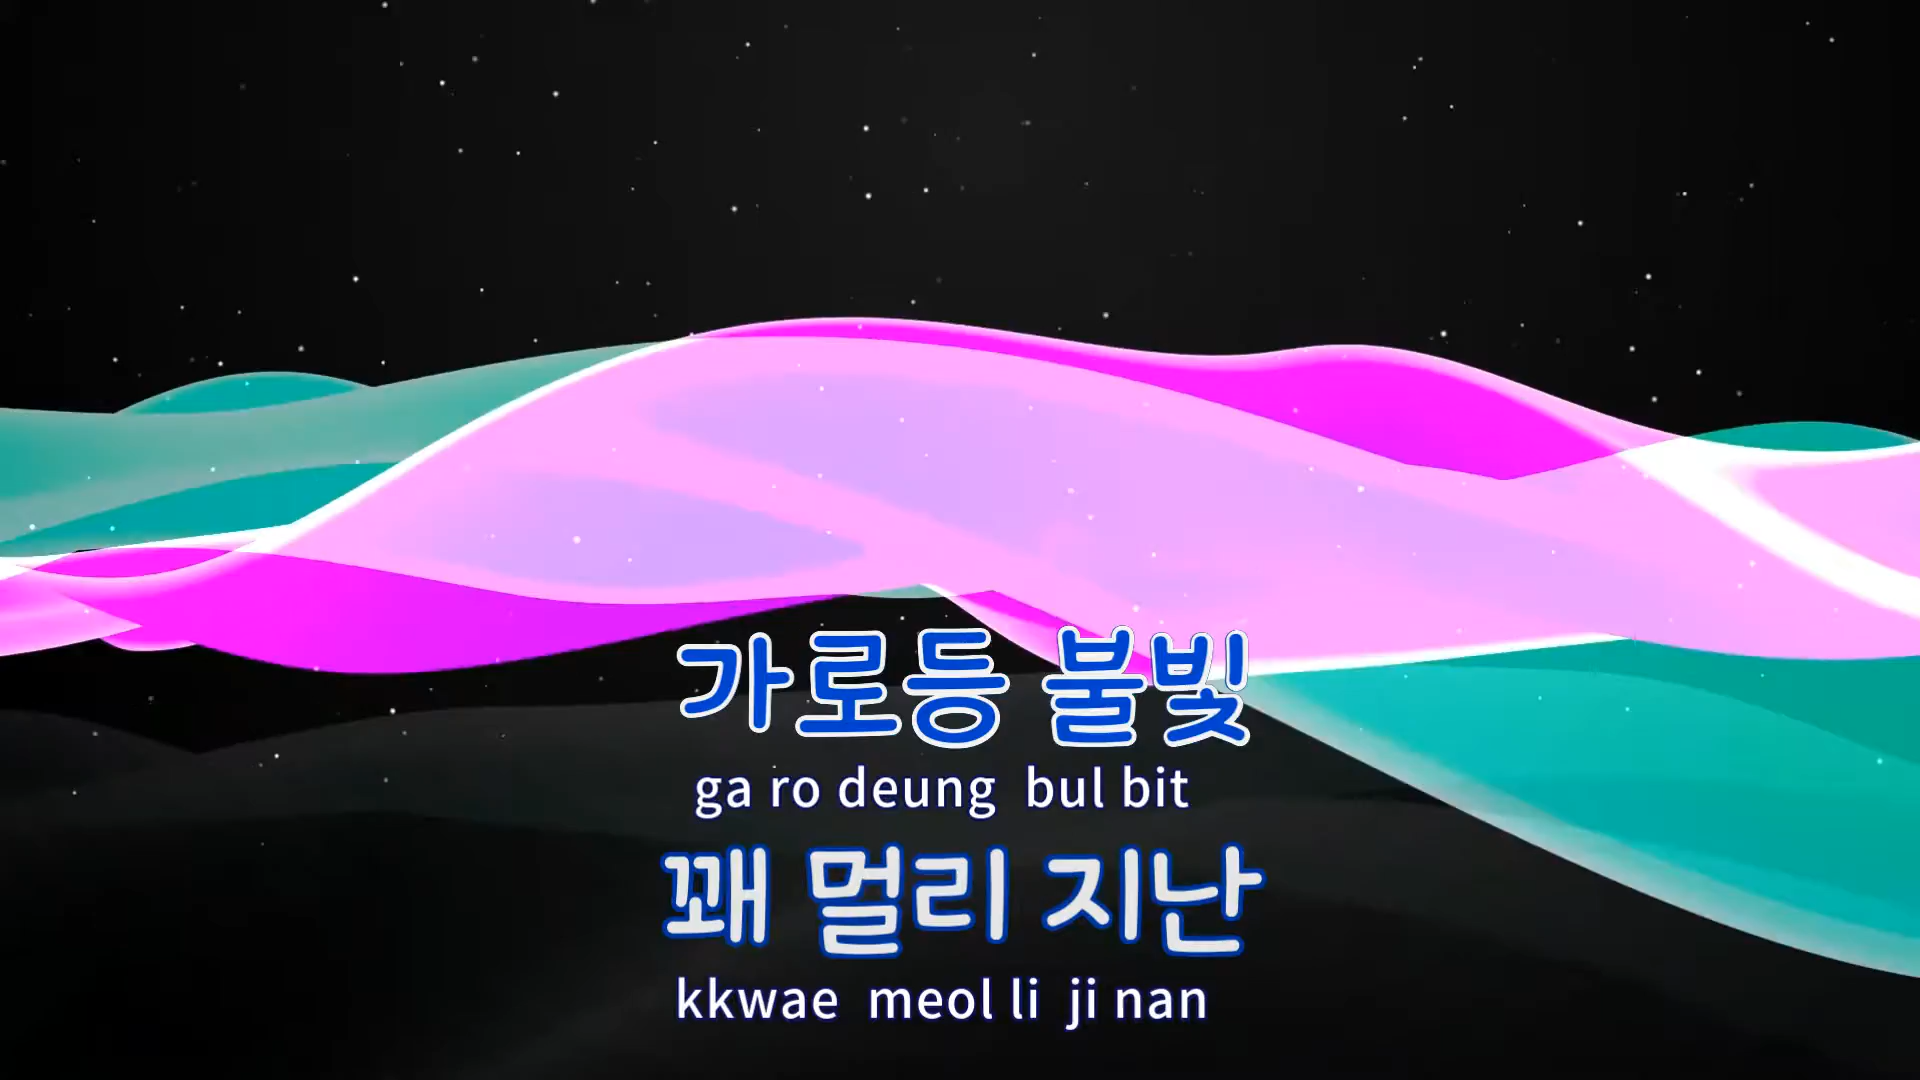 가로등 불빛
ga ro deung bul bit
꽤 멀리 지난
kkwae meol li ji nan